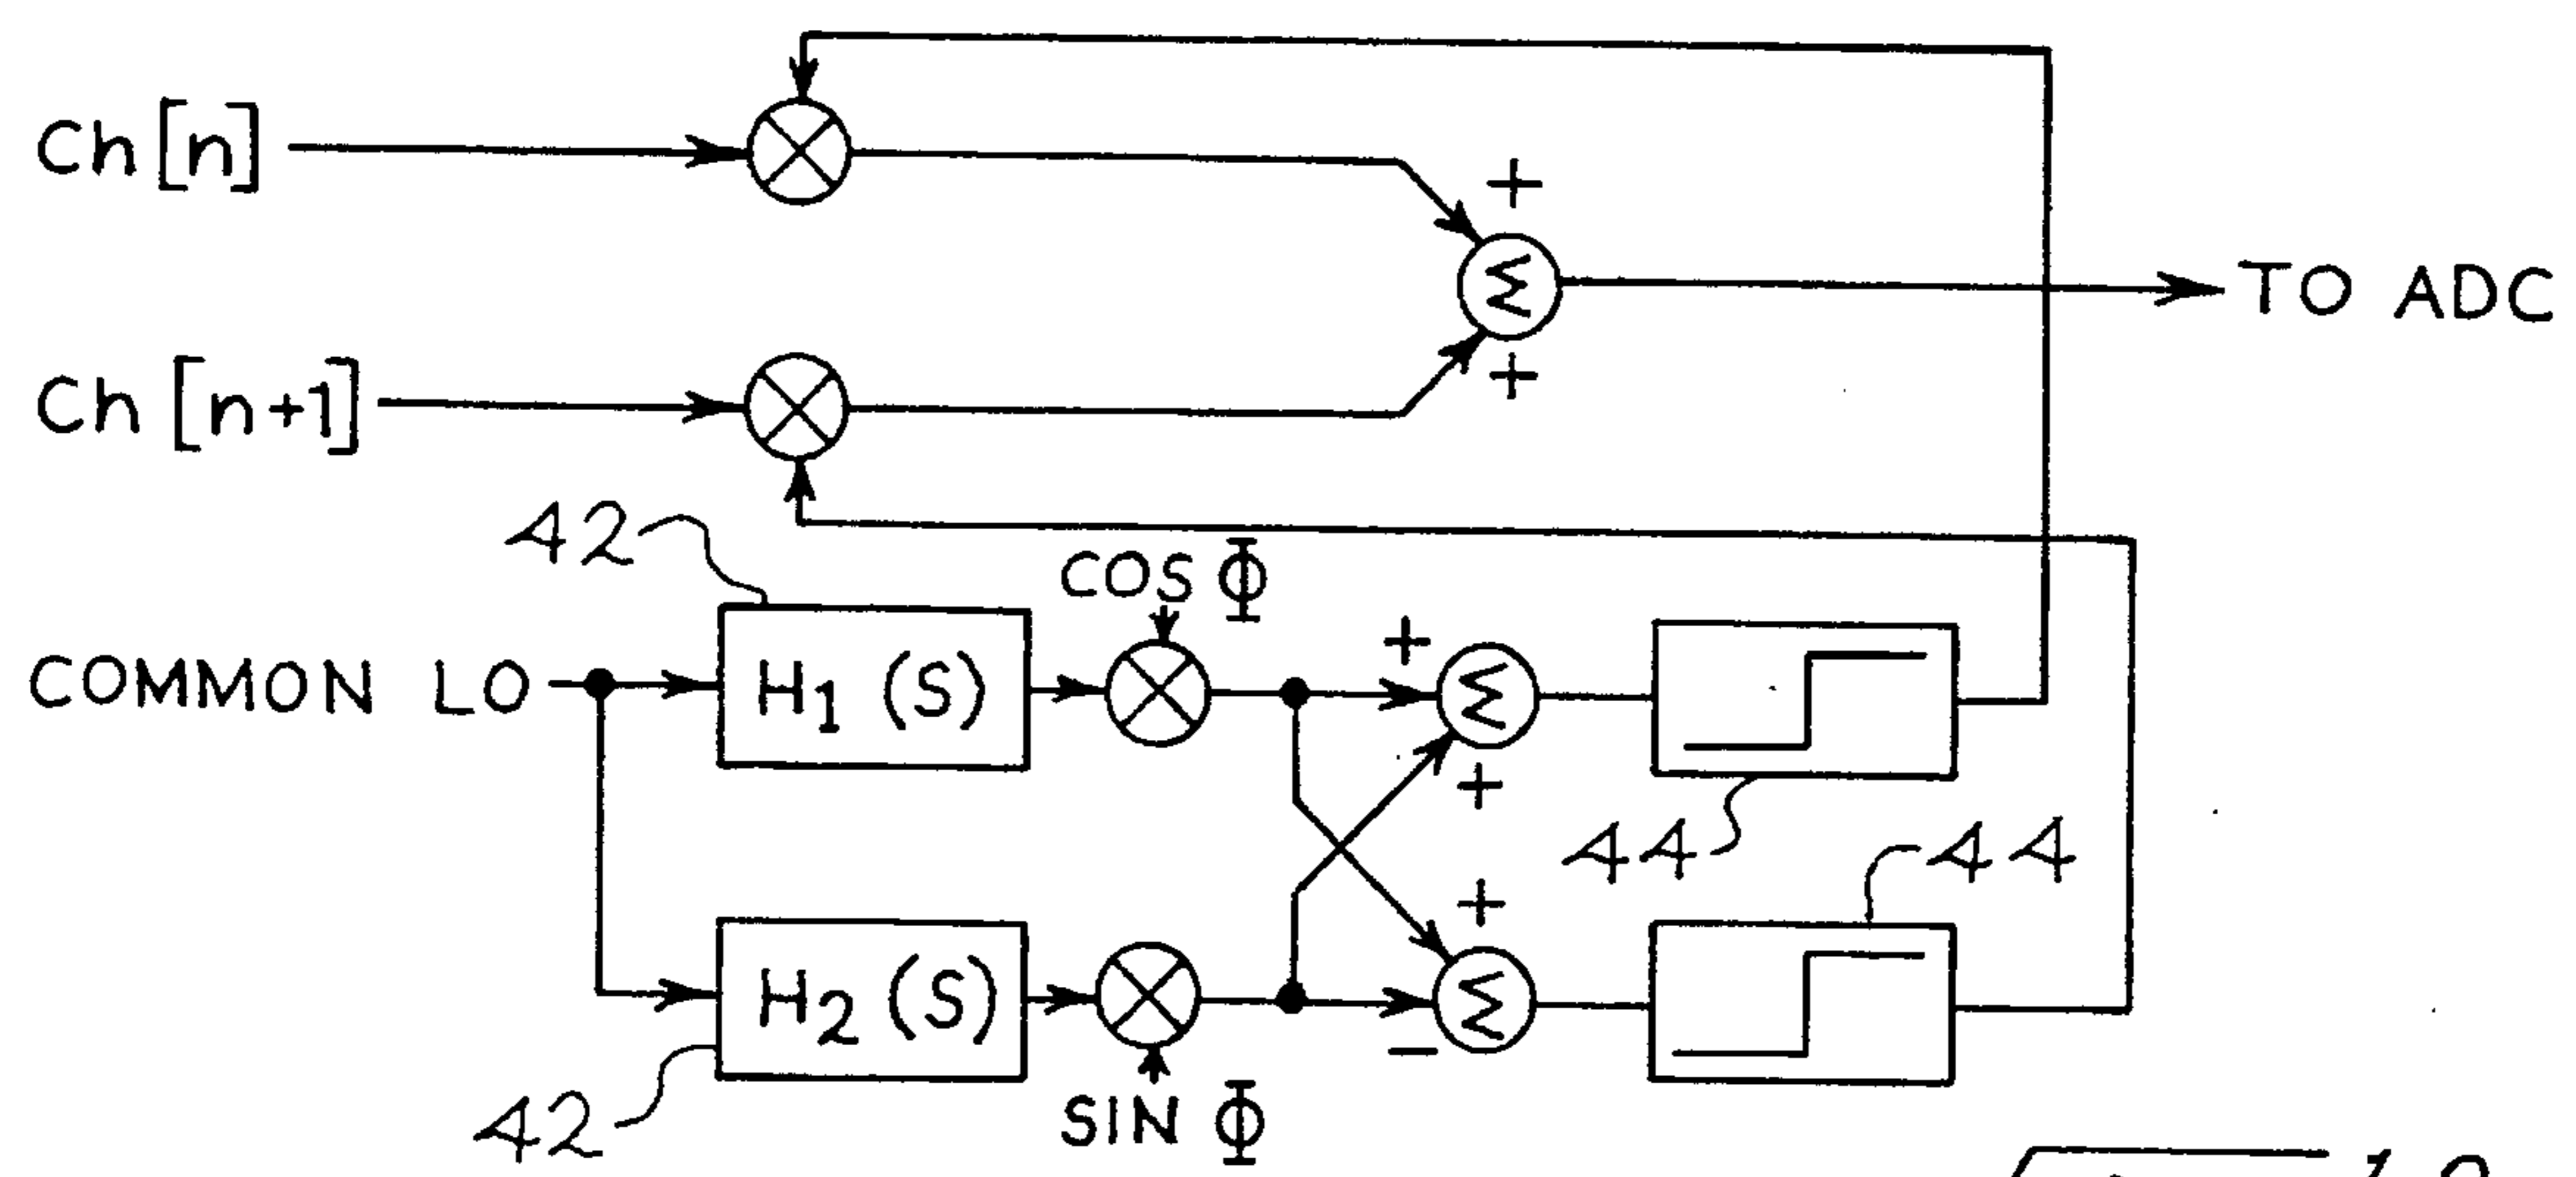 Ch [n]
+
Σ
TO ADC
Ch [n+1]
+
42
COS Φ
COMMON LO
H1 (S)
+
Σ
+
44
44
H2 (S)
+
Σ
−
42
SIN Φ